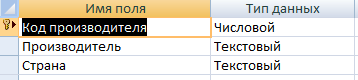 Имя поля Тип данных
Код производителя Числовой
Производитель Текстовый
Страна Текстовый